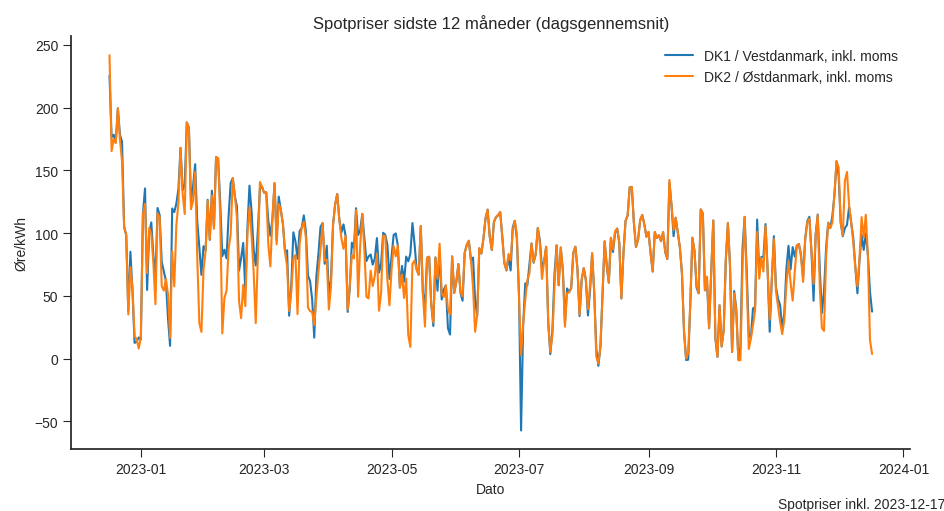 Spotpriser sidste 12 måneder (dagsgennemsnit)
DK1 / Vestdanmark, inkl. moms
DK2 / Østdanmark, inkl. moms
Øre/kWh
250
200
150
100
50
0
−50
2023-01
2023-03
2023-05
2023-07
2023-09
2023-11
2024-01
Dato
Spotpriser inkl. 2023-12-17